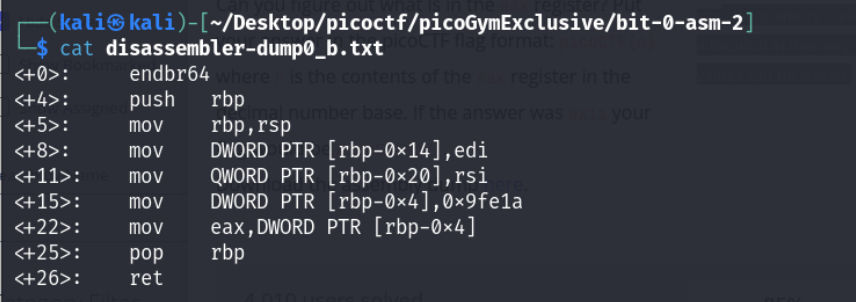 ┌──(kali㉿kali)-[~/Desktop/picoctf/picoGymExclusive/bit-0-asm-2]
└─$ cat disassembler-dump0_b.txt
<+0>: endbr64
<+4>: push rbp
<+5>: mov rbp,rsp
<+8>: mov DWORD PTR [rbp-0×14],edi
<+11>: mov QWORD PTR [rbp-0×20],rsi
<+15>: mov DWORD PTR [rbp-0×4],0×9fe1a
<+22>: mov eax,DWORD PTR [rbp-0×4]
<+25>: pop rbp
<+26>: ret